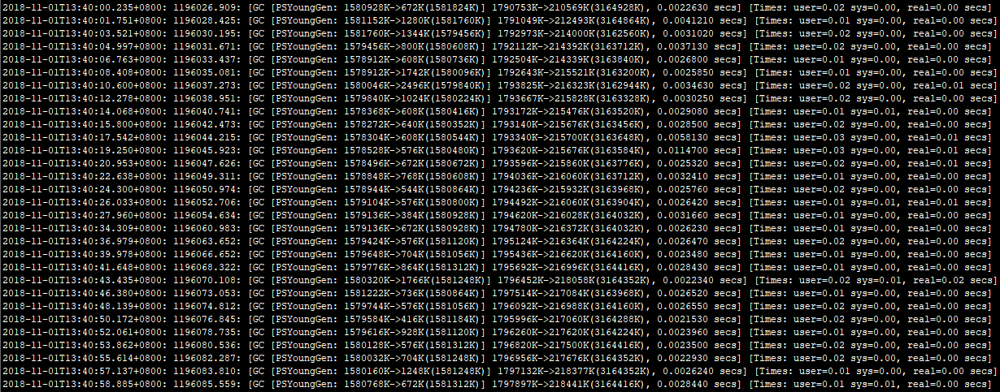 2018-11-01T13:40:00.235+0800: 1196026.909: [GC [PSYoungGen: 1580928K->672K(1581824K)] 1790753K->210569K(3164928K), 0.0022630 secs] [Times: user=0.02 sys=0.00, real=0.00 secs]
2018-11-01T13:40:01.751+0800: 1196028.425: [GC [PSYoungGen: 1581152K->1280K(1581760K)] 1791049K->212493K(3164864K), 0.0041210 secs] [Times: user=0.01 sys=0.00, real=0.01 secs]
2018-11-01T13:40:03.521+0800: 1196030.195: [GC [PSYoungGen: 1581760K->1344K(1579456K)] 1792973K->214000K(3162560K), 0.0031020 secs] [Times: user=0.02 sys=0.00, real=0.00 secs]
2018-11-01T13:40:04.997+0800: 1196031.671: [GC [PSYoungGen: 1579456K->800K(1580608K)] 1792112K->214392K(3163712K), 0.0037130 secs] [Times: user=0.02 sys=0.00, real=0.00 secs]
2018-11-01T13:40:06.763+0800: 1196033.437: [GC [PSYoungGen: 1578912K->608K(1580736K)] 1792504K->214339K(3163840K), 0.0026800 secs] [Times: user=0.01 sys=0.00, real=0.00 secs]
2018-11-01T13:40:08.408+0800: 1196035.081: [GC [PSYoungGen: 1578912K->1742K(1580096K)] 1792643K->215521K(3163200K), 0.0025850 secs] [Times: user=0.01 sys=0.00, real=0.00 secs]
2018-11-01T13:40:10.600+0800: 1196037.273: [GC [PSYoungGen: 1580046K->2496K(1579840K)] 1793825K->216323K(3162944K), 0.0034630 secs] [Times: user=0.02 sys=0.00, real=0.01 secs]
2018-11-01T13:40:12.278+0800: 1196038.951: [GC [PSYoungGen: 1579840K->1024K(1580224K)] 1793667K->215828K(3163328K), 0.0030250 secs] [Times: user=0.02 sys=0.00, real=0.00 secs]
2018-11-01T13:40:14.068+0800: 1196040.741: [GC [PSYoungGen: 1578368K->608K(1580416K)] 1793172K->215476K(3163520K), 0.0029080 secs] [Times: user=0.01 sys=0.01, real=0.00 secs]
2018-11-01T13:40:15.800+0800: 1196042.473: [GC [PSYoungGen: 1578272K->640K(1580352K)] 1793140K->215676K(3163456K), 0.0028500 secs] [Times: user=0.02 sys=0.00, real=0.00 secs]
2018-11-01T13:40:17.542+0800: 1196044.215: [GC [PSYoungGen: 1578304K->608K(1580544K)] 1793340K->215700K(3163648K), 0.0058130 secs] [Times: user=0.03 sys=0.00, real=0.01 secs]
2018-11-01T13:40:19.250+0800: 1196045.923: [GC [PSYoungGen: 1578528K->576K(1580480K)] 1793620K->215676K(3163584K), 0.0114700 secs] [Times: user=0.03 sys=0.00, real=0.01 secs]
2018-11-01T13:40:20.953+0800: 1196047.626: [GC [PSYoungGen: 1578496K->672K(1580672K)] 1793596K->215860K(3163776K), 0.0025320 secs] [Times: user=0.02 sys=0.00, real=0.00 secs]
2018-11-01T13:40:22.638+0800: 1196049.311: [GC [PSYoungGen: 1578848K->768K(1580608K)] 1794036K->216060K(3163712K), 0.0032410 secs] [Times: user=0.01 sys=0.00, real=0.01 secs]
2018-11-01T13:40:24.300+0800: 1196050.974: [GC [PSYoungGen: 1578944K->544K(1580864K)] 1794236K->215932K(3163968K), 0.0025760 secs] [Times: user=0.02 sys=0.00, real=0.00 secs]
2018-11-01T13:40:26.033+0800: 1196052.706: [GC [PSYoungGen: 1579104K->576K(1580800K)] 1794492K->216060K(3163904K), 0.0026420 secs] [Times: user=0.01 sys=0.01, real=0.01 secs]
2018-11-01T13:40:27.960+0800: 1196054.634: [GC [PSYoungGen: 1579136K->384K(1580928K)] 1794620K->216028K(3164032K), 0.0031660 secs] [Times: user=0.01 sys=0.00, real=0.01 secs]
2018-11-01T13:40:34.309+0800: 1196060.983: [GC [PSYoungGen: 1579136K->672K(1580928K)] 1794780K->216372K(3164032K), 0.0026230 secs] [Times: user=0.01 sys=0.00, real=0.00 secs]
2018-11-01T13:40:36.979+0800: 1196063.652: [GC [PSYoungGen: 1579424K->576K(1581120K)] 1795124K->216364K(3164224K), 0.0026470 secs] [Times: user=0.02 sys=0.00, real=0.00 secs]
2018-11-01T13:40:39.978+0800: 1196066.652: [GC [PSYoungGen: 1579648K->704K(1581056K)] 1795436K->216620K(3164160K), 0.0023480 secs] [Times: user=0.01 sys=0.00, real=0.00 secs]
2018-11-01T13:40:41.648+0800: 1196068.322: [GC [PSYoungGen: 1579776K->864K(1581312K)] 1795692K->216996K(3164416K), 0.0028430 secs] [Times: user=0.02 sys=0.00, real=0.01 secs]
2018-11-01T13:40:43.435+0800: 1196070.108: [GC [PSYoungGen: 1580320K->1766K(1581248K)] 1796452K->218058K(3164352K), 0.0022340 secs] [Times: user=0.02 sys=0.01, real=0.02 secs]
2018-11-01T13:40:46.380+0800: 1196073.053: [GC [PSYoungGen: 1581222K->736K(1580864K)] 1797514K->217084K(3163968K), 0.0026520 secs] [Times: user=0.01 sys=0.00, real=0.00 secs]
2018-11-01T13:40:48.139+0800: 1196074.812: [GC [PSYoungGen: 1579744K->576K(1581056K)] 1796092K->216988K(3164160K), 0.0026550 secs] [Times: user=0.02 sys=0.00, real=0.00 secs]
2018-11-01T13:40:50.172+0800: 1196076.845: [GC [PSYoungGen: 1579584K->416K(1581184K)] 1795996K->217060K(3164288K), 0.0021530 secs] [Times: user=0.02 sys=0.00, real=0.00 secs]
2018-11-01T13:40:52.061+0800: 1196078.735: [GC [PSYoungGen: 1579616K->928K(1581120K)] 1796260K->217620K(3164224K), 0.0023960 secs] [Times: user=0.01 sys=0.00, real=0.00 secs]
2018-11-01T13:40:53.862+0800: 1196080.536: [GC [PSYoungGen: 1580128K->576K(1581312K)] 1796820K->217500K(3164416K), 0.0023500 secs] [Times: user=0.02 sys=0.00, real=0.00 secs]
2018-11-01T13:40:55.614+0800: 1196082.287: [GC [PSYoungGen: 1580032K->704K(1581248K)] 1796956K->217676K(3164352K), 0.0022930 secs] [Times: user=0.02 sys=0.00, real=0.00 secs]
2018-11-01T13:40:57.137+0800: 1196083.810: [GC [PSYoungGen: 1580160K->1248K(1581248K)] 1797132K->218377K(3164352K), 0.0026240 secs] [Times: user=0.01 sys=0.00, real=0.00 secs]
2018-11-01T13:40:58.885+0800: 1196085.559: [GC [PSYoungGen: 1580768K->672K(1581312K)] 1797897K->218441K(3164416K), 0.0028440 secs] [Times: user=0.01 sys=0.01, real=0.00 secs]